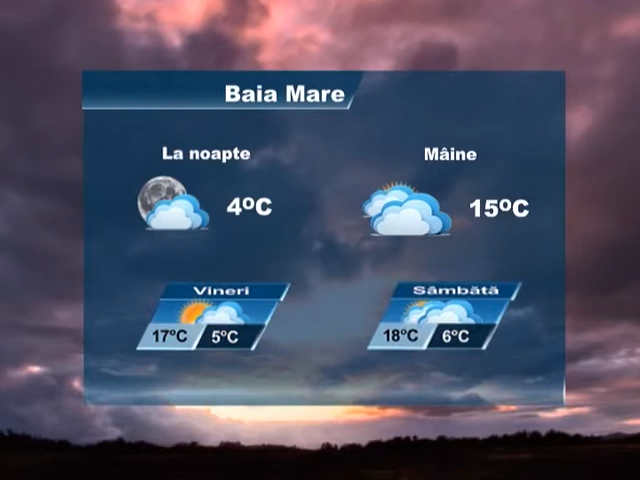 Baia Mare
La noapte
Mâine
4ºC
15ºC
Vineri
Sâmbătă
17ºC
5ºC
18ºC
6ºC